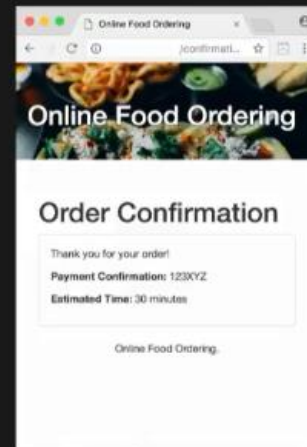 Online Food Ordering
/confirmati...
Online Food Ordering
Order Confirmation
Thank you for your order!
Payment Confirmation: 123XYZ
Estimated Time: 30 minutes
Online Food Ordering.